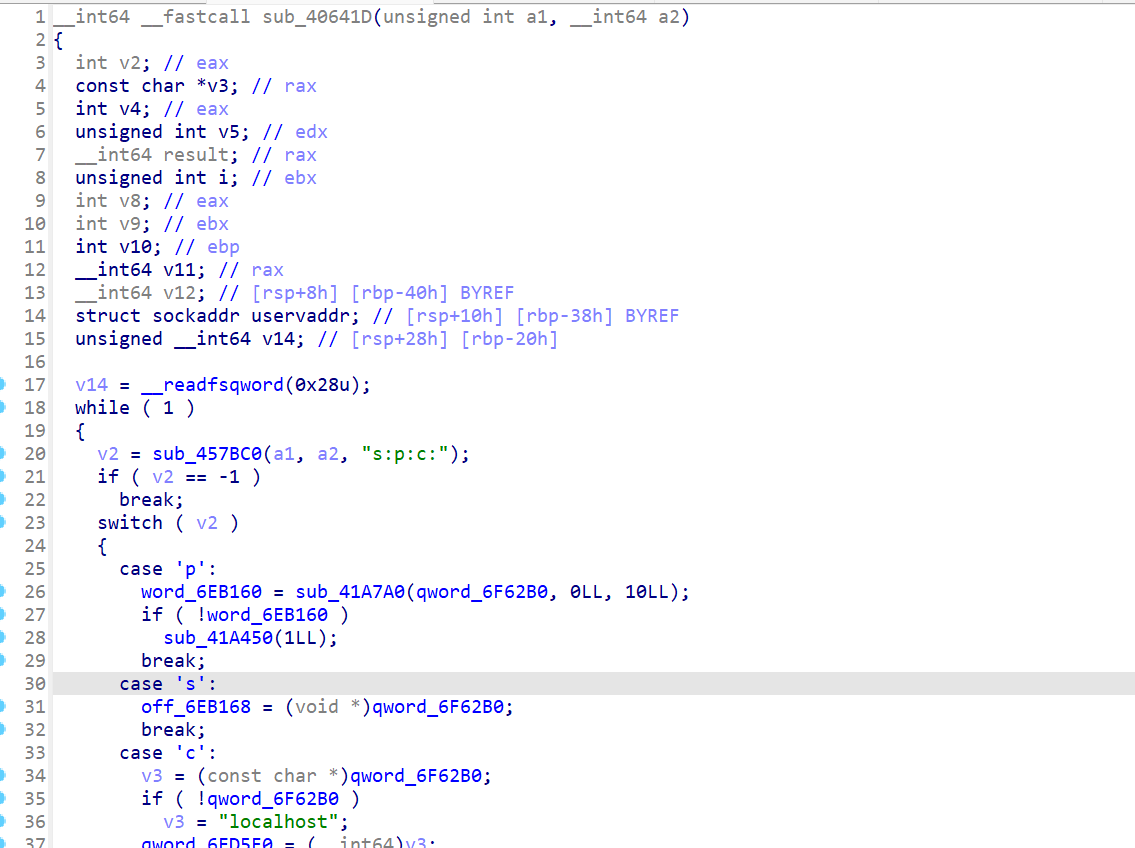 1 __int64 __fastcall sub_40641D(unsigned int a1, __int64 a2)
2 {
3 int v2; // eax
4 const char *v3; // rax
5 int v4; // eax
6 unsigned int v5; // edx
7 __int64 result; // rax
8 unsigned int i; // ebx
9 int v8; // eax
10 int v9; // ebx
11 int v10; // ebp
12 __int64 v11; // rax
13 __int64 v12; // [rsp+8h] [rbp-40h] BYREF
14 struct sockaddr uservaddr; // [rsp+10h] [rbp-38h] BYREF
15 unsigned __int64 v14; // [rsp+28h] [rbp-20h]
16
17 v14 = __readfsqword(0x28u);
18 while ( 1 )
19 {
20 v2 = sub_457BC0(a1, a2, "s:p:c:");
21 if ( v2 == -1 )
22 break;
23 switch ( v2 )
24 {
25 case 'p':
26 word_6EB160 = sub_41A7A0(qword_6F62B0, 0LL, 10LL);
27 if ( !word_6EB160 )
28 sub_41A450(1LL);
29 break;
30 case 's':
31 off_6EB168 = (void *)qword_6F62B0;
32 break;
33 case 'c':
34 v3 = (const char *)qword_6F62B0;
35 if ( !qword_6F62B0 )
36 v3 = "localhost";
37 = (__int64)v3;